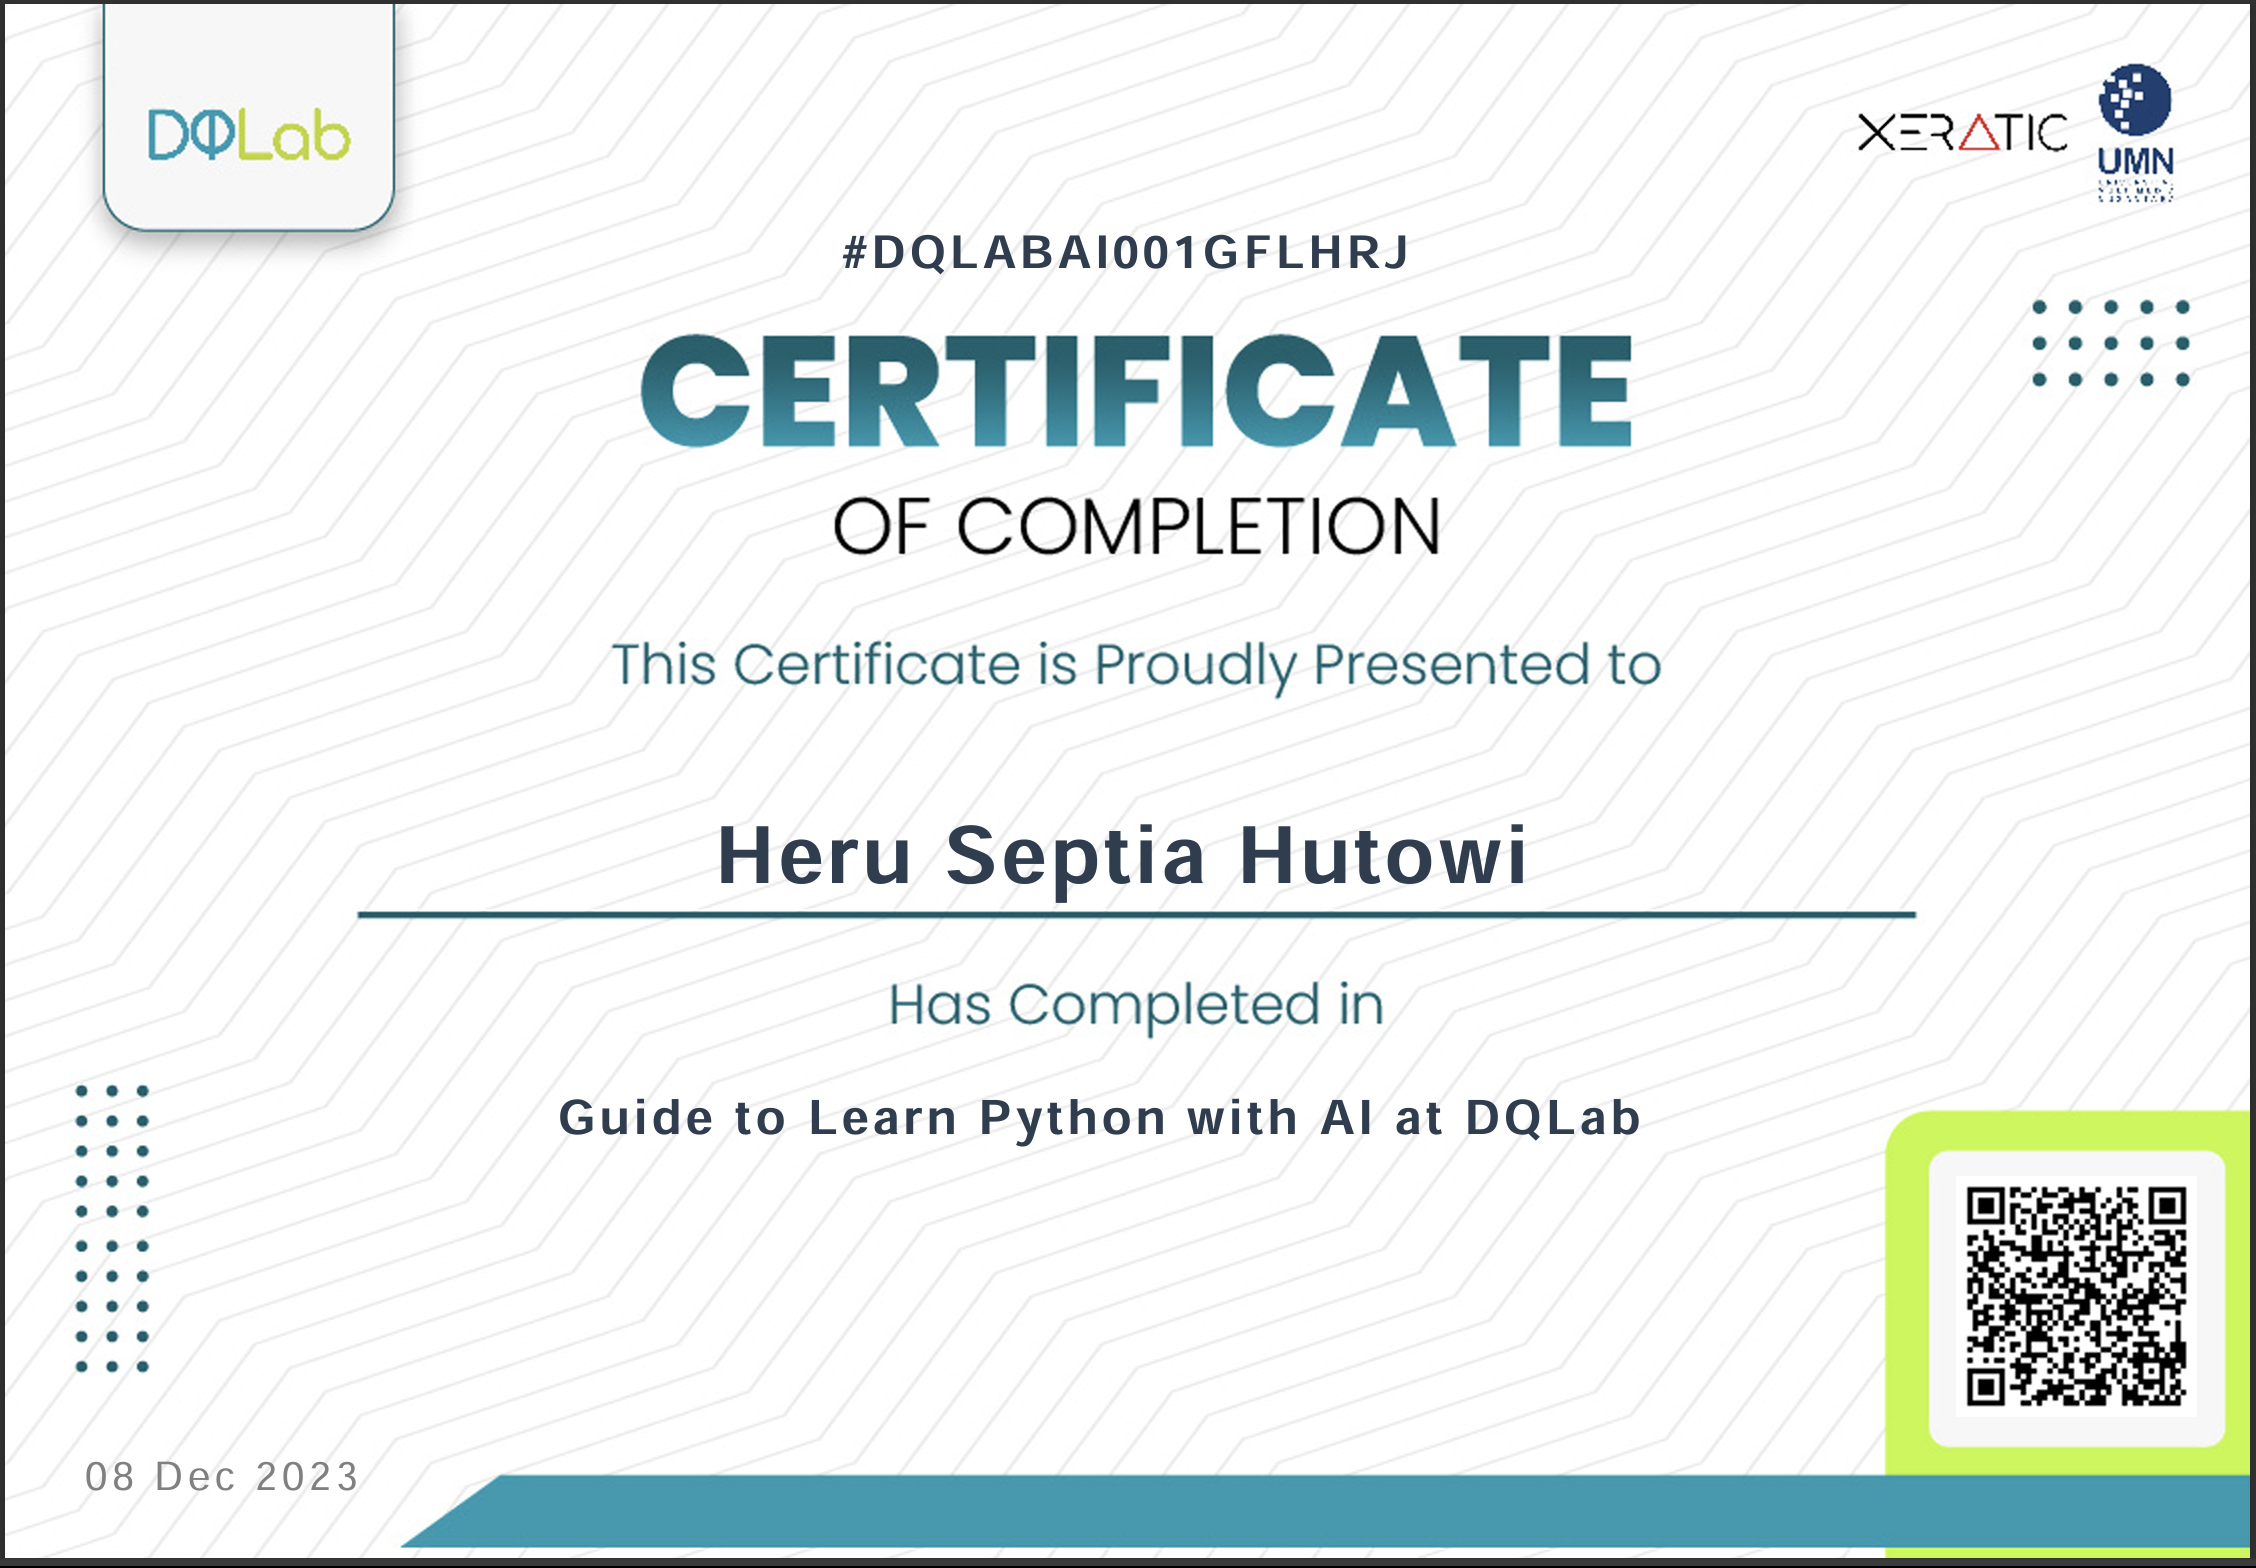 DQLab
XERATIC
UMN
#DQLABAI001GFLHRJ
CERTIFICATE
OF COMPLETION
This Certificate is Proudly Presented to
Heru Septia Hutowi
Has Completed in
Guide to Learn Python with AI at DQLab
08 Dec 2023